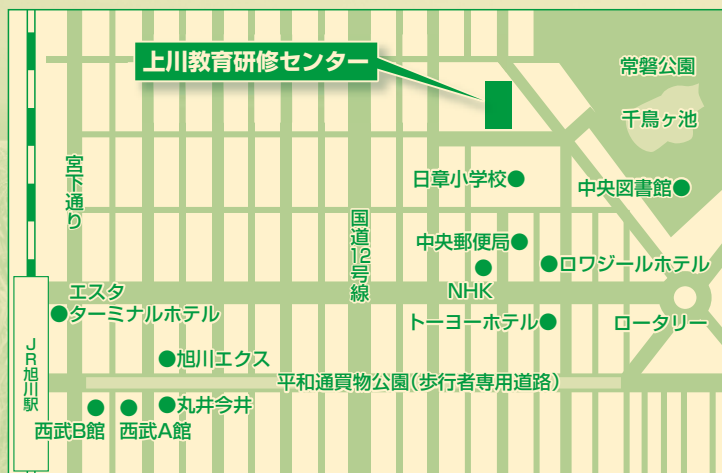 上川教育研修センター
常磐公園
千鳥ヶ池
宮下通り
日章小学校
中央図書館
国道12号線
中央郵便局
ロワジールホテル
NHK
エスタ
ターミナルホテル
トーヨーホテル
ロータリー
JR旭川駅
旭川エクス
平和通買物公園(歩行者専用道路)
丸井今井
西武B館
西武A館